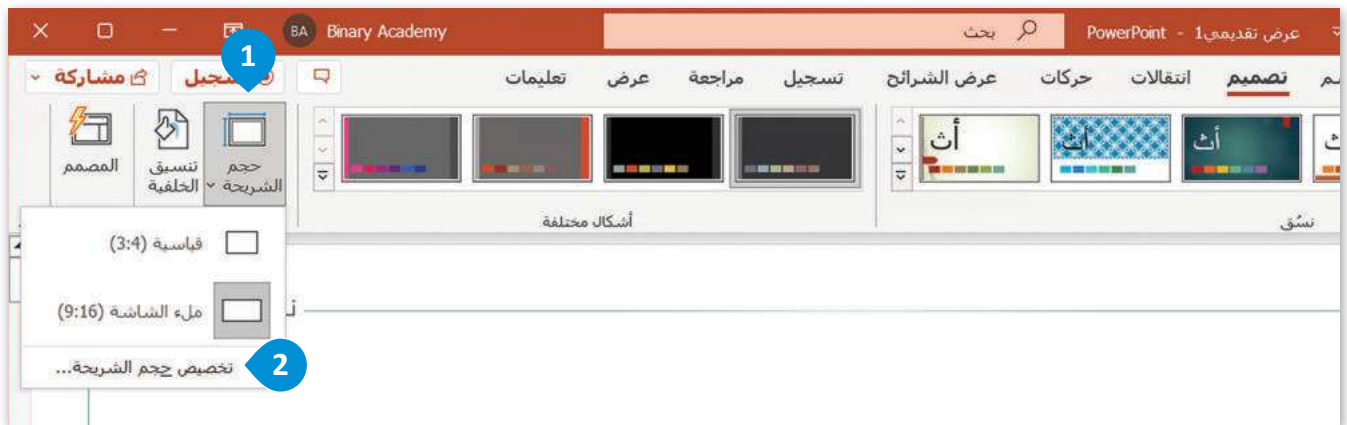 عرض تقديمي1 - PowerPoint
بحث
Binary Academy
BA
تصميم
انتقالات
حركات
عرض الشرائح
تسجيل
مراجعة
عرض
تعليمات
مشاركة
1
أث
أث
أث
حجم
الشريحة
تنسيق
الخلفية
المصمم
نسُق
أشكال مختلفة
قياسية (3:4)
ملء الشاشة (9:16)
تخصيص حجم الشريحة...
2